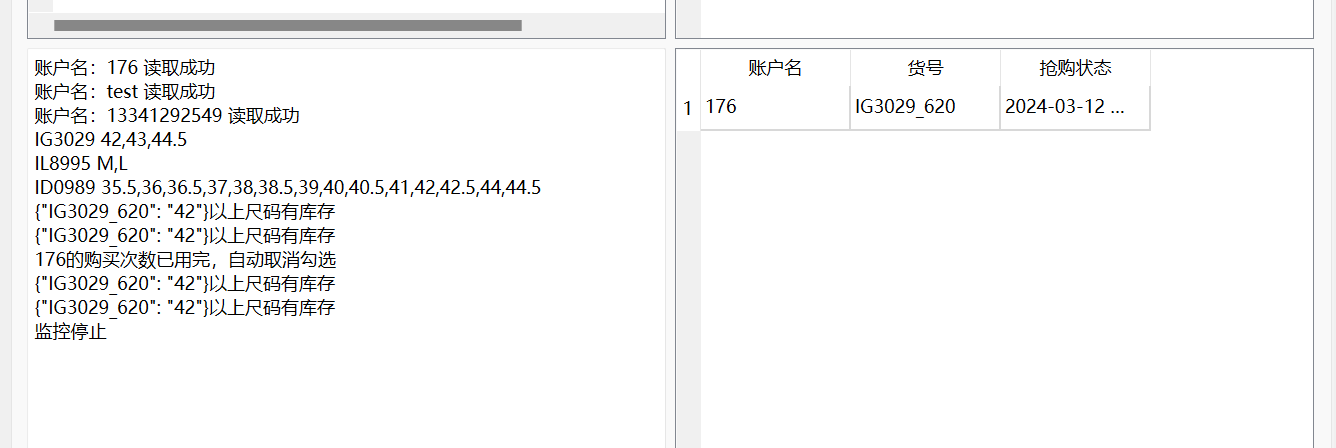 账户名：176 读取成功
账户名：test 读取成功
账户名：13341292549 读取成功
IG3029 42,43,44.5
IL8995 M,L
ID0989 35.5,36,36.5,37,38,38.5,39,40,40.5,41,42,42.5,44,44.5
{"IG3029_620": "42"}以上尺码有库存
{"IG3029_620": "42"}以上尺码有库存
176的购买次数已用完，自动取消勾选
{"IG3029_620": "42"}以上尺码有库存
{"IG3029_620": "42"}以上尺码有库存
监控停止
账户名 货号 抢购状态
1 176 IG3029_620 2024-03-12 ...